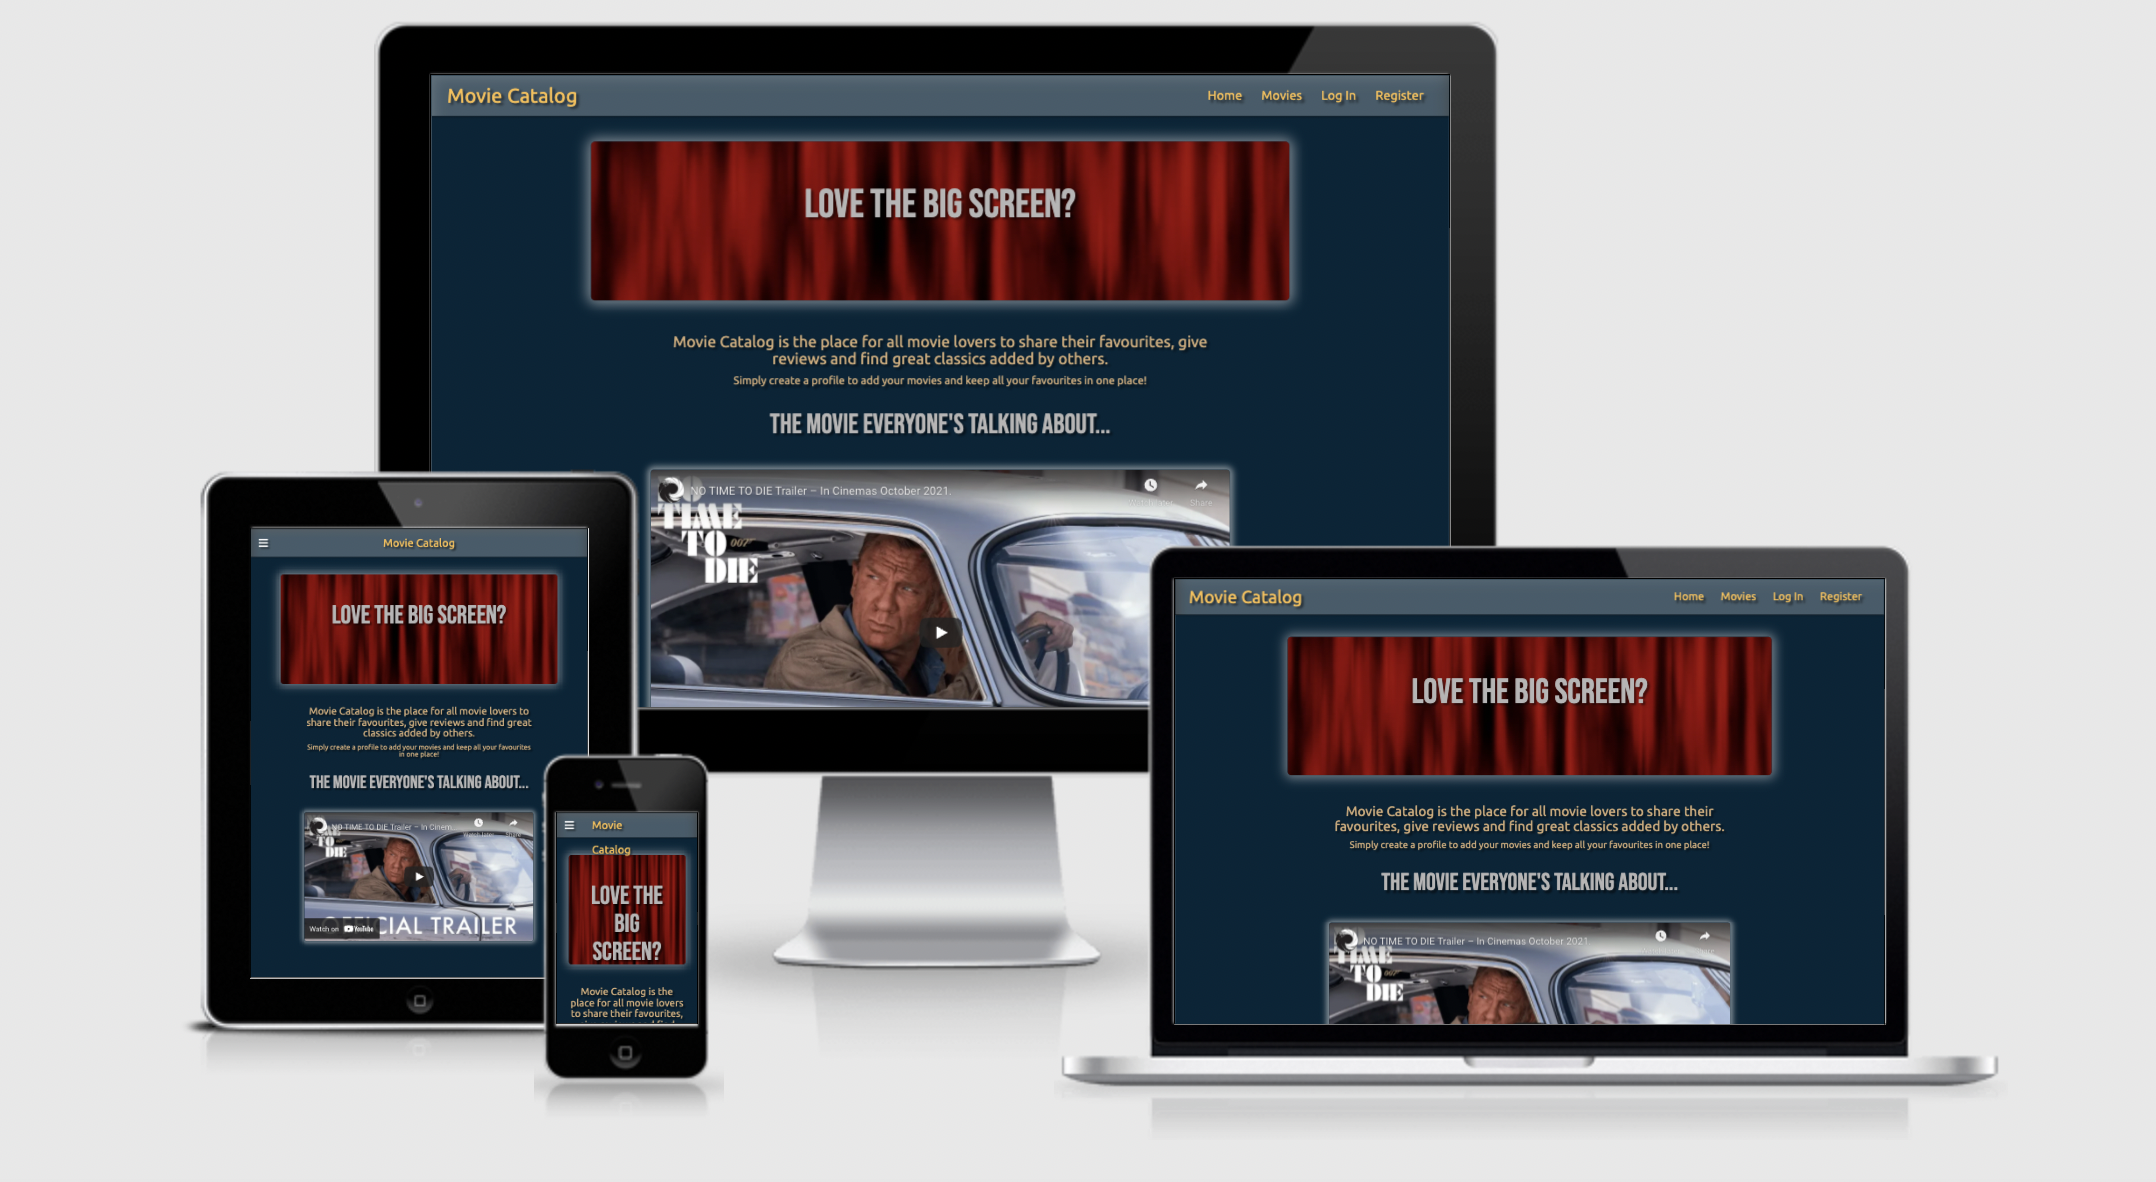 Movie Catalog
Home Movies Log In Register
LOVE THE BIG SCREEN?
Movie Catalog is the place for all movie lovers to share their favourites, give
reviews and find great classics added by others.
Simply create a profile to add your movies and keep all your favourites in one place!
THE MOVIE EVERYONE'S TALKING ABOUT...
NO TIME TO DIE Trailer – In Cinemas October 2021.
Watch later Share
TIME
TO 007
DIE
Movie Catalog
LOVE THE BIG SCREEN?
Movie Catalog is the place for all movie lovers to
share their favourites, give reviews and find great
classics added by others.
Simply create a profile to add your movies and keep all your favourites
in one place!
THE MOVIE EVERYONE'S TALKING ABOUT...
NO TIME TO DIE Trailer – In Cinem
Watch later Share
TO
DIE
OFFICIAL TRAILER
Watch on YouTube
Movie
Catalog
LOVE THE
BIG
SCREEN?
Movie Catalog is the
place for all movie lovers
to share their favourites,
Movie Catalog
Home Movies Log In Register
LOVE THE BIG SCREEN?
Movie Catalog is the place for all movie lovers to share their
favourites, give reviews and find great classics added by others.
Simply create a profile to add your movies and keep all your favourites in one place!
THE MOVIE EVERYONE'S TALKING ABOUT...
NO TIME TO DIE Trailer – In Cinemas October 2021
TIME
TO 007
DIE